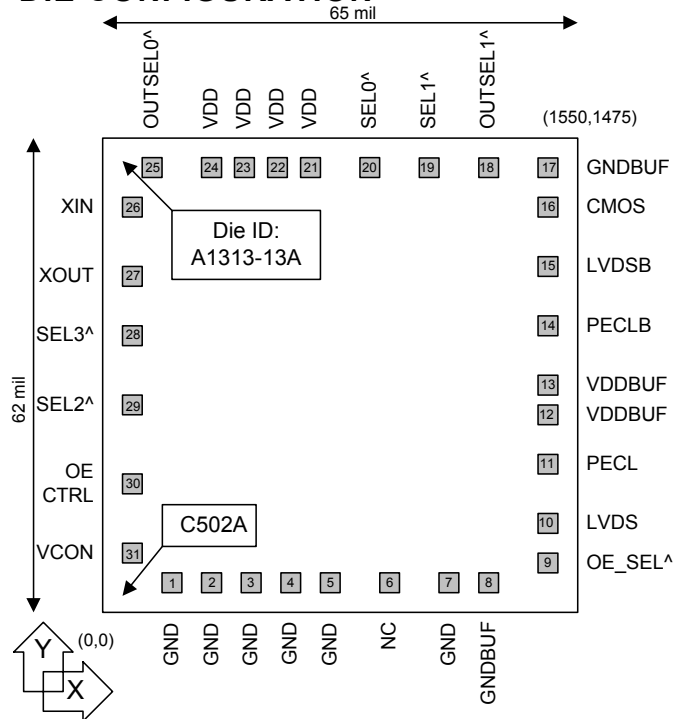 65 mil
OUTSEL0^
VDD
VDD
VDD
VDD
SEL0^
SEL1^
OUTSEL1^
(1550,1475)
25
24
23
22
21
20
19
18
17
GNDBUF
XIN
26
Die ID:
A1313-13A
16
CMOS
XOUT
27
15
LVDSB
SEL3^
28
14
PECLB
62 mil
SEL2^
29
13
VDDBUF
12
VDDBUF
OE
CTRL
30
11
PECL
C502A
10
LVDS
VCON
31
9
OE_SEL^
1
2
3
4
5
6
7
8
Y
X
(0,0)
GND
GND
GND
GND
GND
NC
GND
GNDBUF